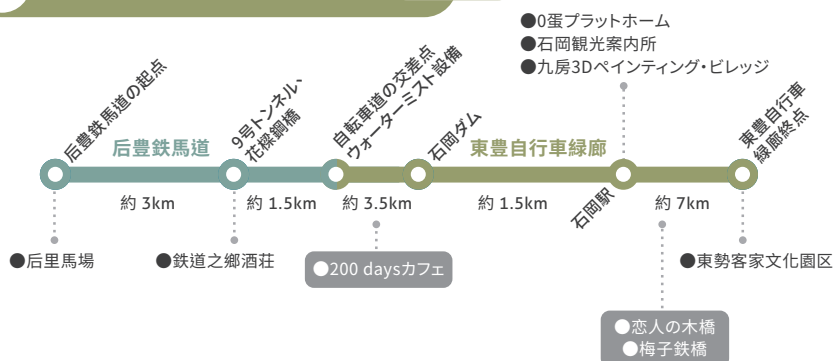 ●0蛋プラットホーム
●石岡観光案内所
●九房3Dペインティング・ビレッジ
后豊鉄馬道の起点
9号トンネル、
花樑鋼橋
自転車道の交差点
ウォーターミスト設備
石岡ダム
東豊自行車
緑廊終点
后豊鉄馬道
東豊自行車緑廊
約 3km
約 1.5km
約 3.5km
約 1.5km
石岡駅
約 7km
●后里馬場
●鉄道之郷酒荘
●200 daysカフェ
●東勢客家文化園区
●恋人の木橋
●梅子鉄橋